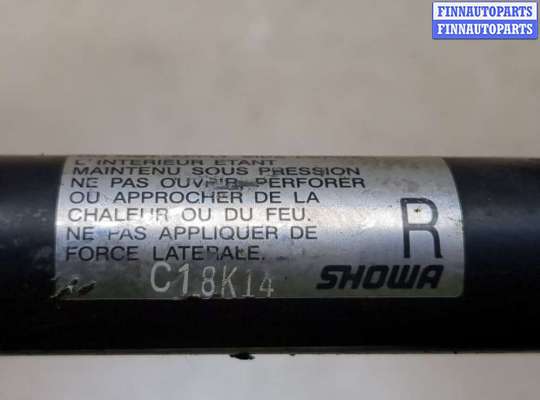 FINNAUTOPARTS
FINNAUTOPARTS
L'INTERIEUR ETANT
MAINTENU SOUS PRESSION
NE PAS OUVRIR, PERFORER
OU APPROCHER DE LA
CHALEUR OU DU FEU.
NE PAS APPLIQUER DE
FORCE LATERALE.
R
C18K14
SHOWA